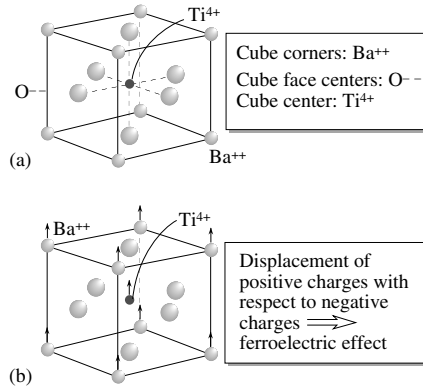 Ti⁴⁺
Cube corners: Ba⁺⁺
Cube face centers: O⁻⁻
Cube center: Ti⁴⁺
O⁻⁻
Ba⁺⁺
(a)
Ba⁺⁺
Ti⁴⁺
Displacement of
positive charges with
respect to negative
charges ⟹
ferroelectric effect
(b)